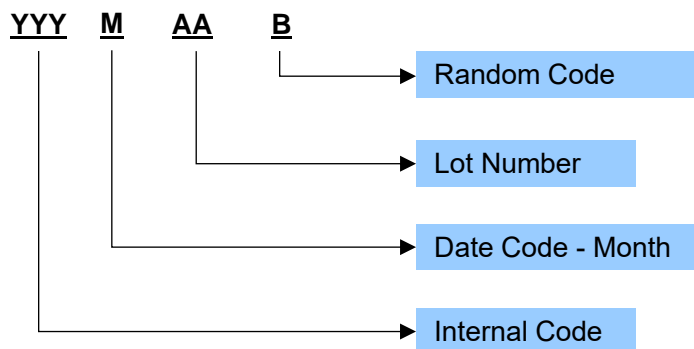 YYY M AA B
Random Code
Lot Number
Date Code - Month
Internal Code